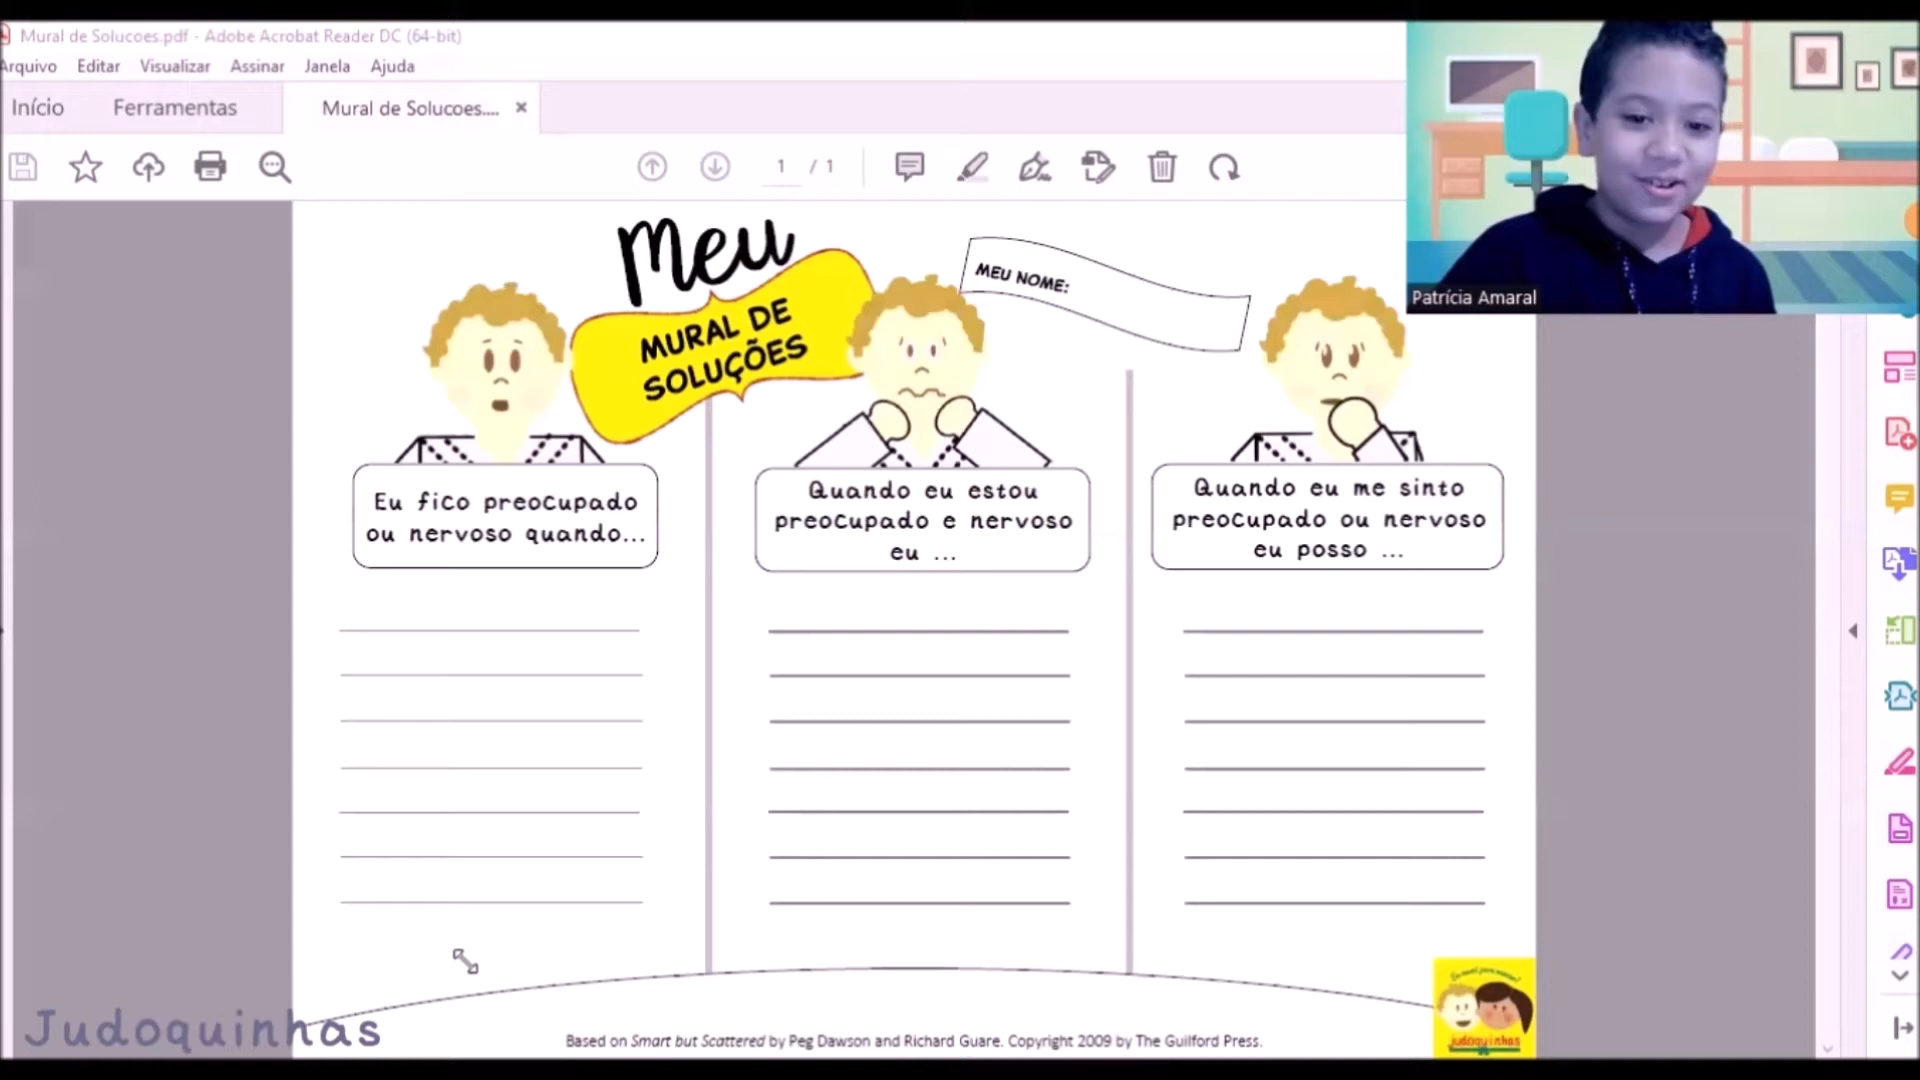 Mural de Solucoes.pdf - Adobe Acrobat Reader DC (64-bit)
Arquivo Editar Visualizar Assinar Janela Ajuda
Início Ferramentas Mural de Solucoes....
1 / 1
Patrícia Amaral
Meu
MURAL DE
SOLUÇÕES
MEU NOME:
Eu fico preocupado
ou nervoso quando...
Quando eu estou
preocupado e nervoso
eu ...
Quando eu me sinto
preocupado ou nervoso
eu posso ...
Judoquinhas
Based on Smart but Scattered by Peg Dawson and Richard Guare. Copyright 2009 by The Guilford Press.
judoquinhas